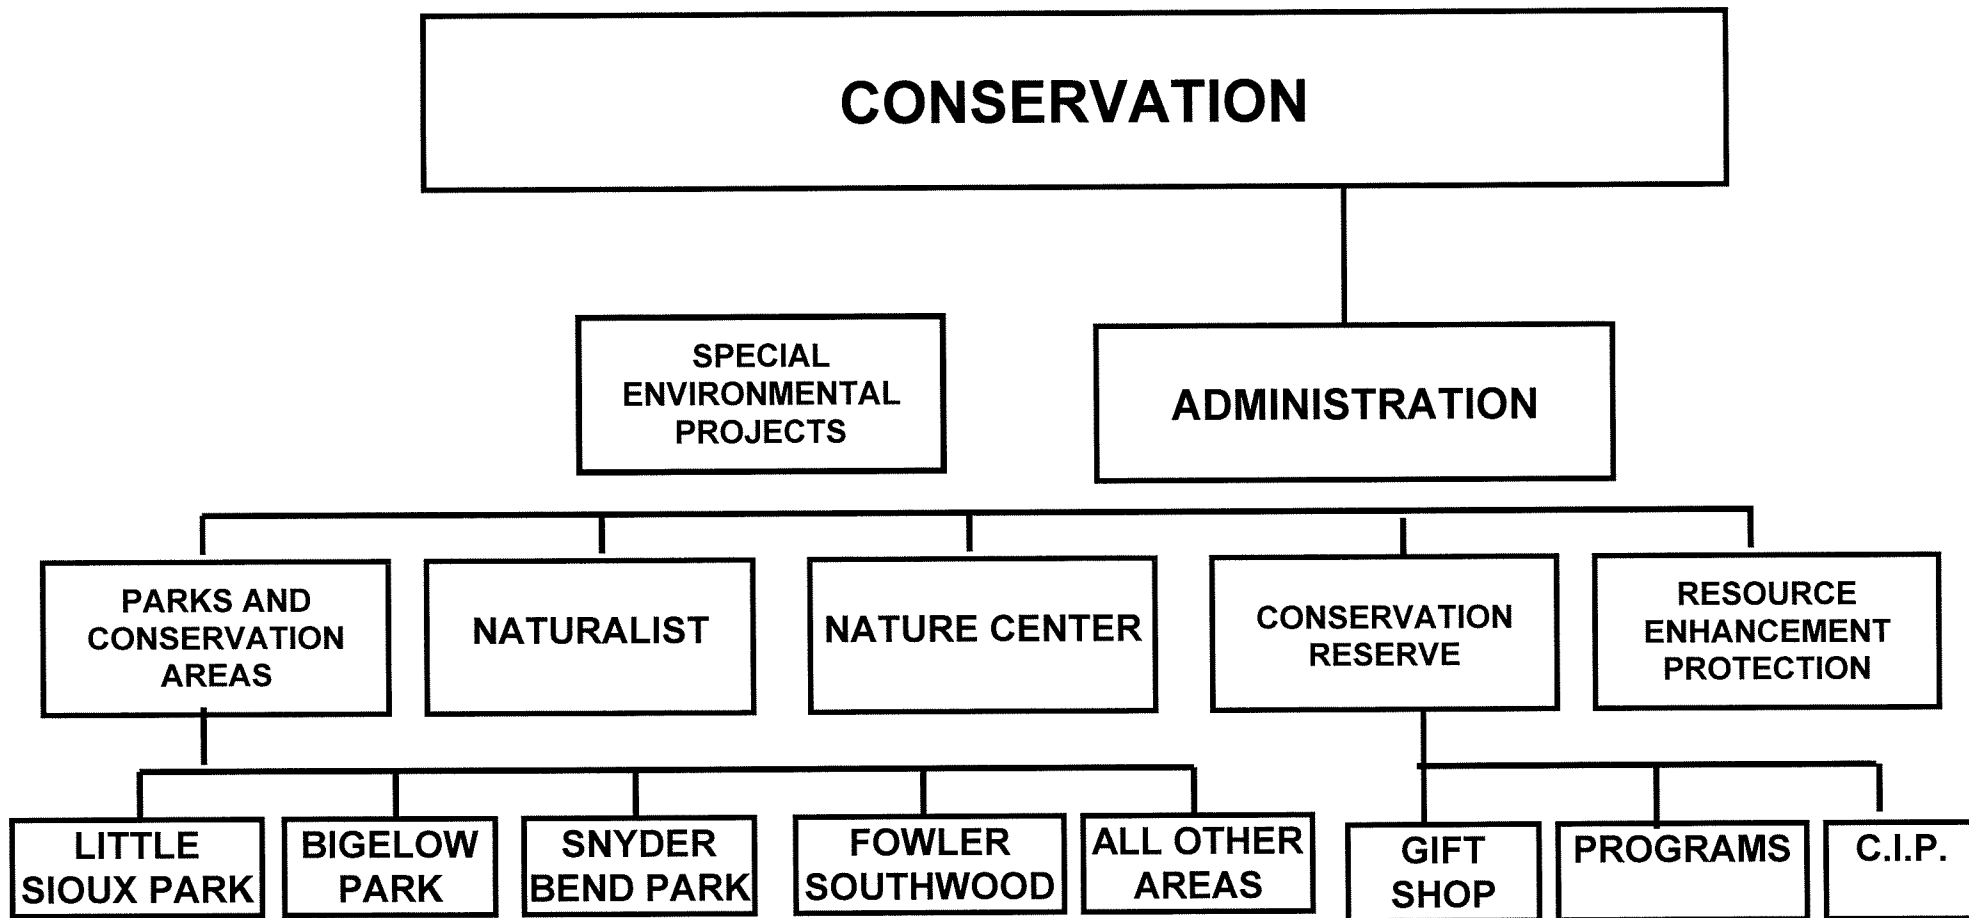 CONSERVATION
SPECIAL
ENVIRONMENTAL
PROJECTS
ADMINISTRATION
PARKS AND
CONSERVATION
AREAS
NATURALIST
NATURE CENTER
CONSERVATION
RESERVE
RESOURCE
ENHANCEMENT
PROTECTION
LITTLE
SIOUX PARK
BIGELOW
PARK
SNYDER
BEND PARK
FOWLER
SOUTHWOOD
ALL OTHER
AREAS
GIFT
SHOP
PROGRAMS
C.I.P.